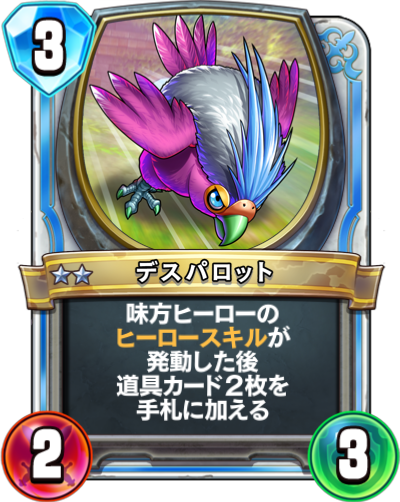 3
デスパロット
味方ヒーローの
ヒーロースキルが
発動した後
道具カード2枚を
手札に加える
2
3